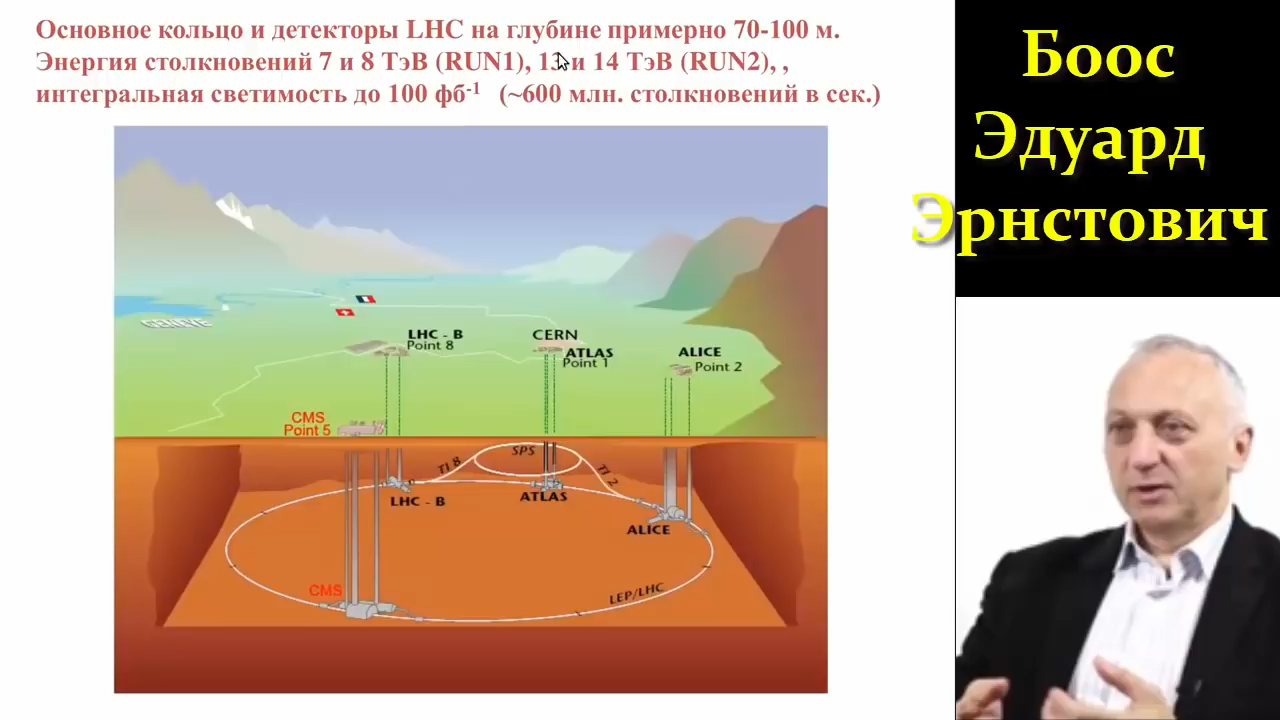 Основное кольцо и детекторы LHC на глубине примерно 70-100 м.
Энергия столкновений 7 и 8 ТэВ (RUN1), 13 и 14 ТэВ (RUN2), ,
интегральная светимость до 100 фб-1 (~600 млн. столкновений в сек.)
Боос
Эдуард
Эрнстович
GENEVE
LHC - B
Point 8
CERN
ATLAS
Point 1
ALICE
Point 2
CMS
Point 5
SPS
TI 8
TI 2
LHC - B
ATLAS
ALICE
CMS
LEP/LHC